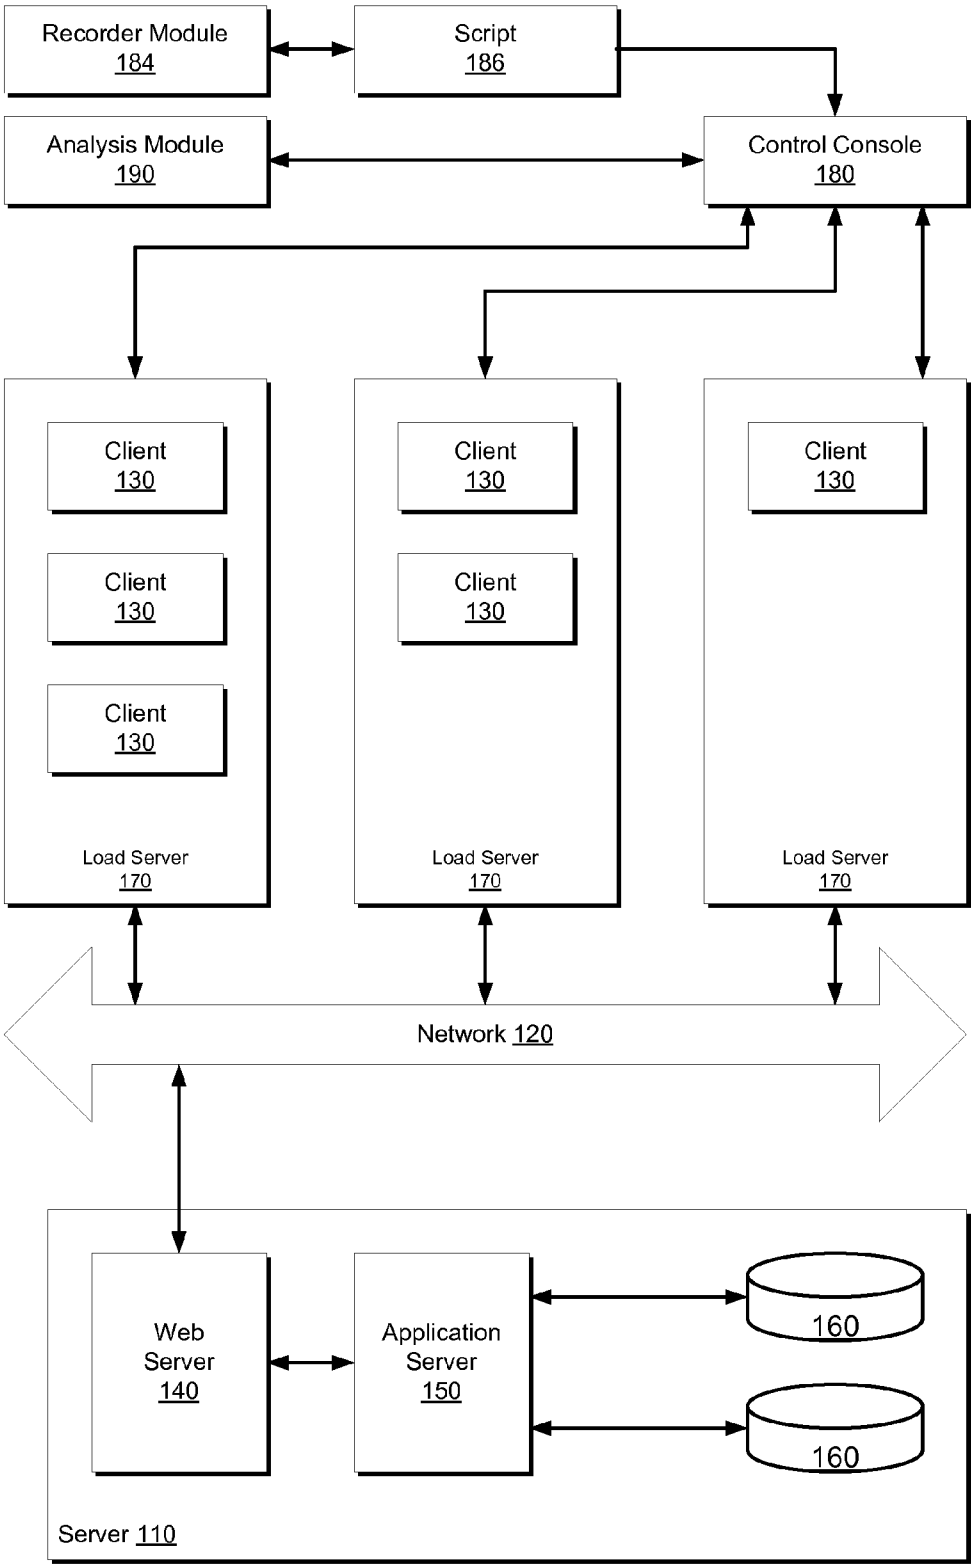 Recorder Module
184
Script
186
Analysis Module
190
Control Console
180
Client
130
Client
130
Client
130
Load Server
170
Client
130
Client
130
Load Server
170
Client
130
Load Server
170
Network 120
Web
Server
140
Application
Server
150
160
160
Server 110